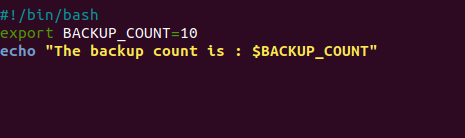 #!/bin/bash
export BACKUP_COUNT=10
echo "The backup count is : $BACKUP_COUNT"